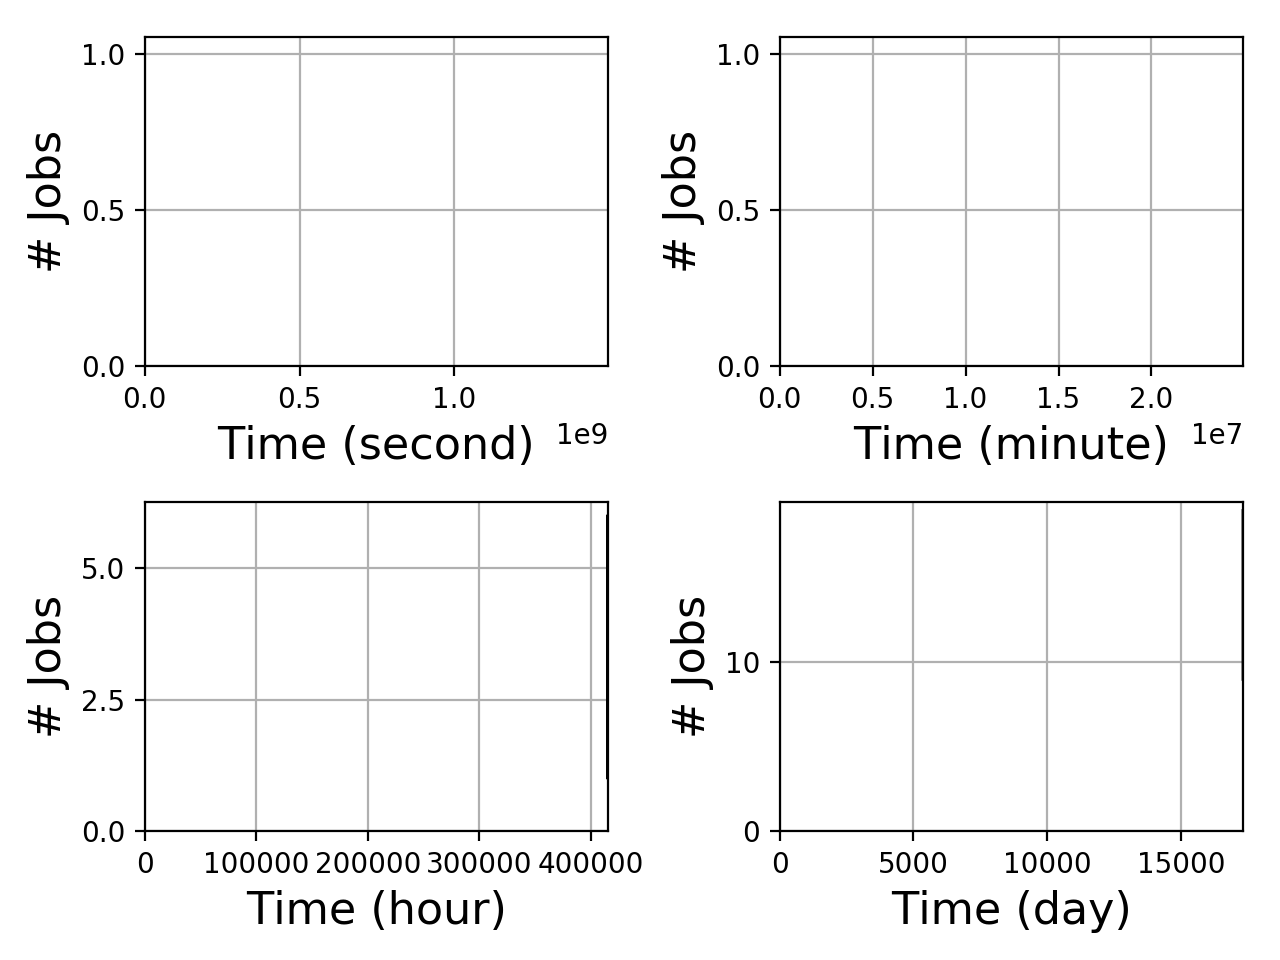 1.0
0.5
0.0
# Jobs
0.0 0.5 1.0
Time (second) 1e9
1.0
0.5
0.0
# Jobs
0.0 0.5 1.0 1.5 2.0
Time (minute) 1e7
5.0
2.5
0.0
# Jobs
0 100000 200000 300000 400000
Time (hour)
10
0
# Jobs
0 5000 10000 15000
Time (day)